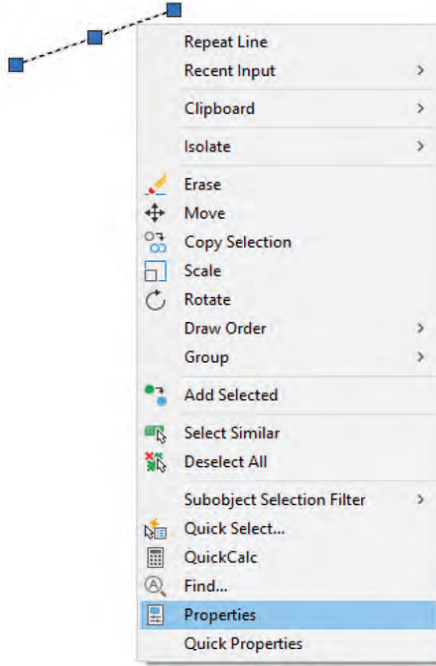 Repeat Line
Recent Input
Clipboard
Isolate
Erase
Move
Copy Selection
Scale
Rotate
Draw Order
Group
Add Selected
Select Similar
Deselect All
Subobject Selection Filter
Quick Select...
QuickCalc
Find...
Properties
Quick Properties